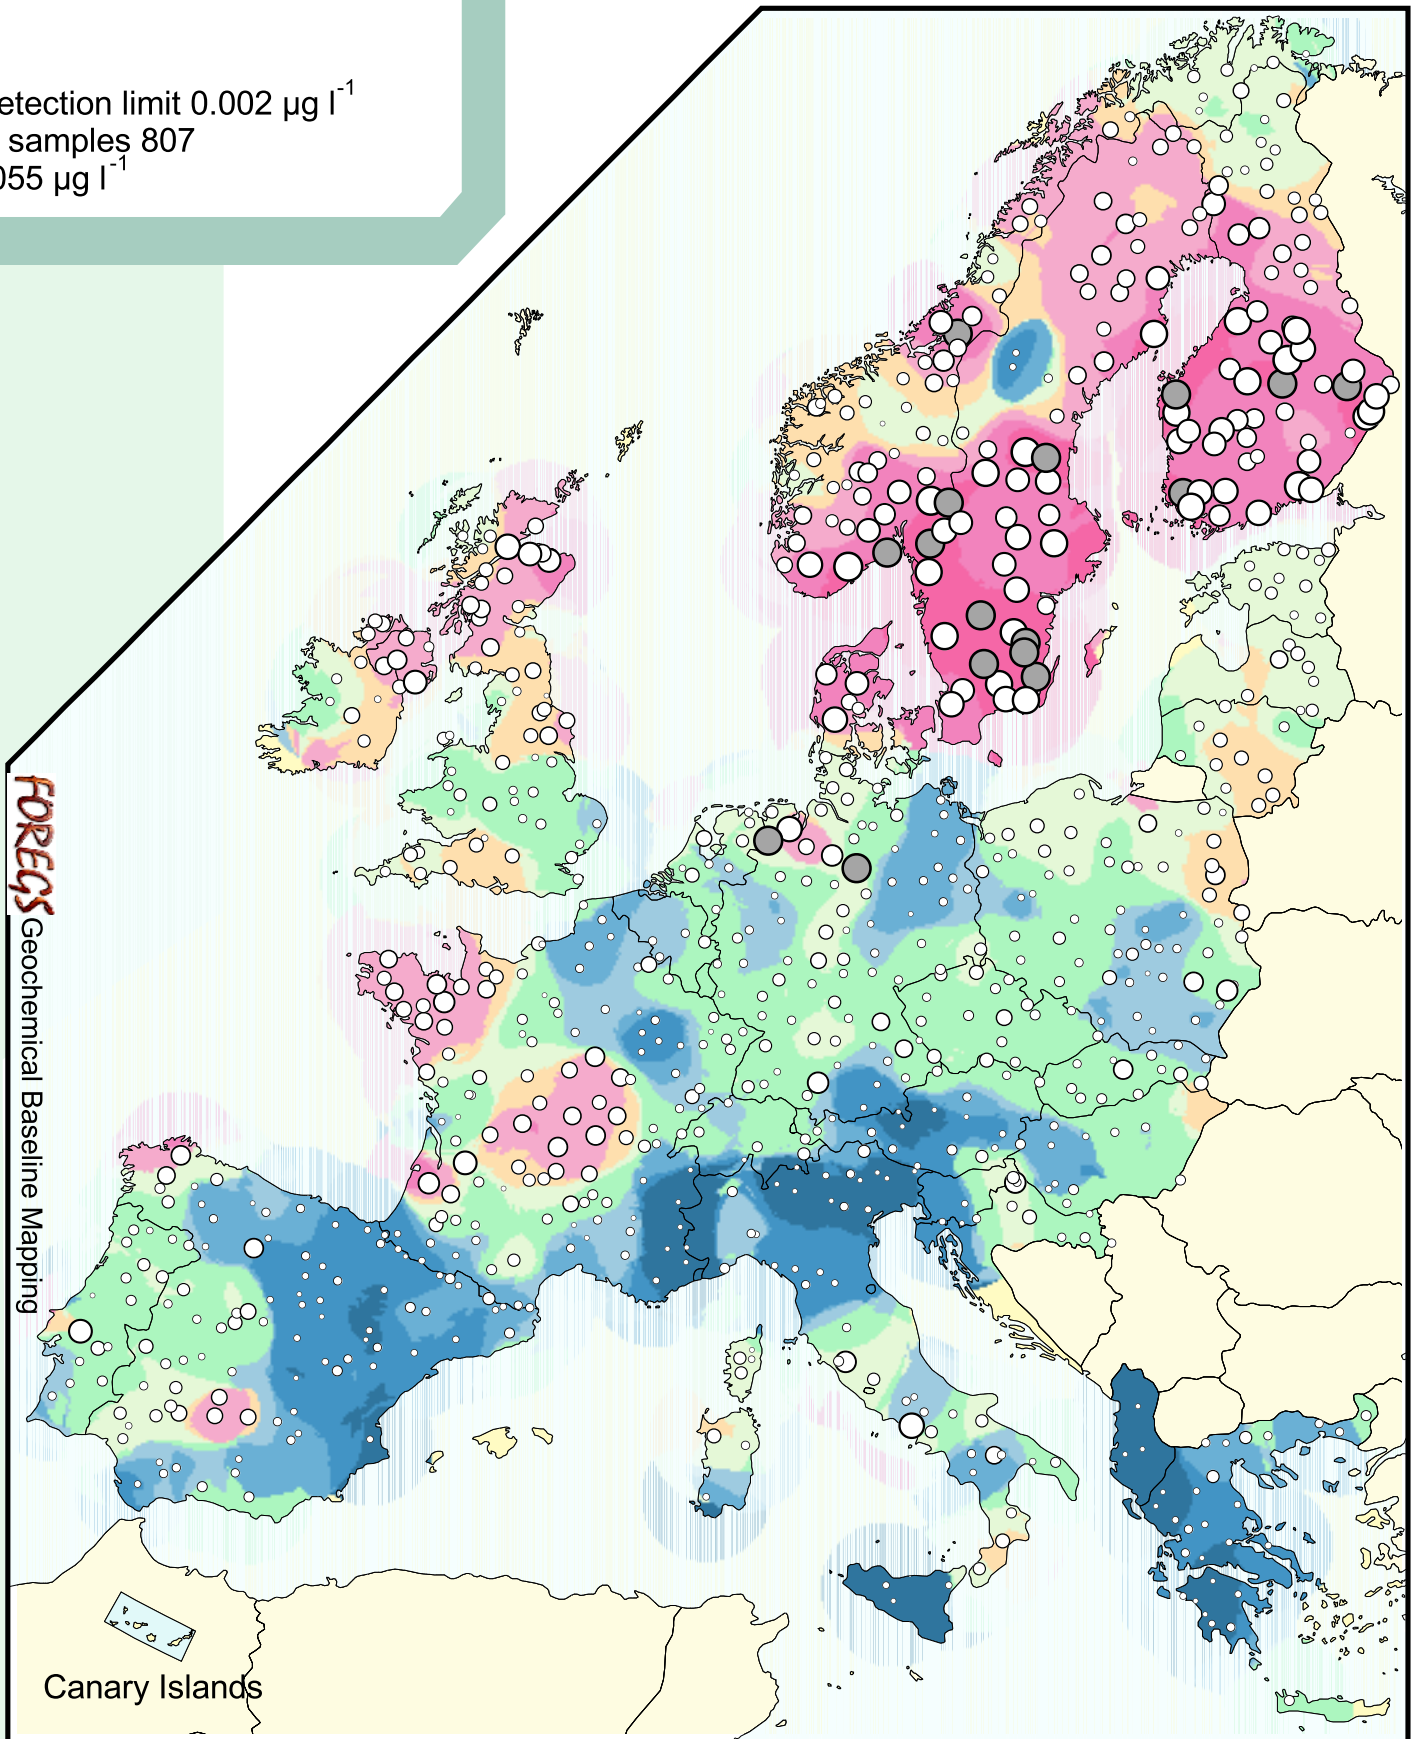 etection limit 0.002 µg l-1
samples 807
055 µg l-1
FOREGS Geochemical Baseline Mapping
Canary Islands